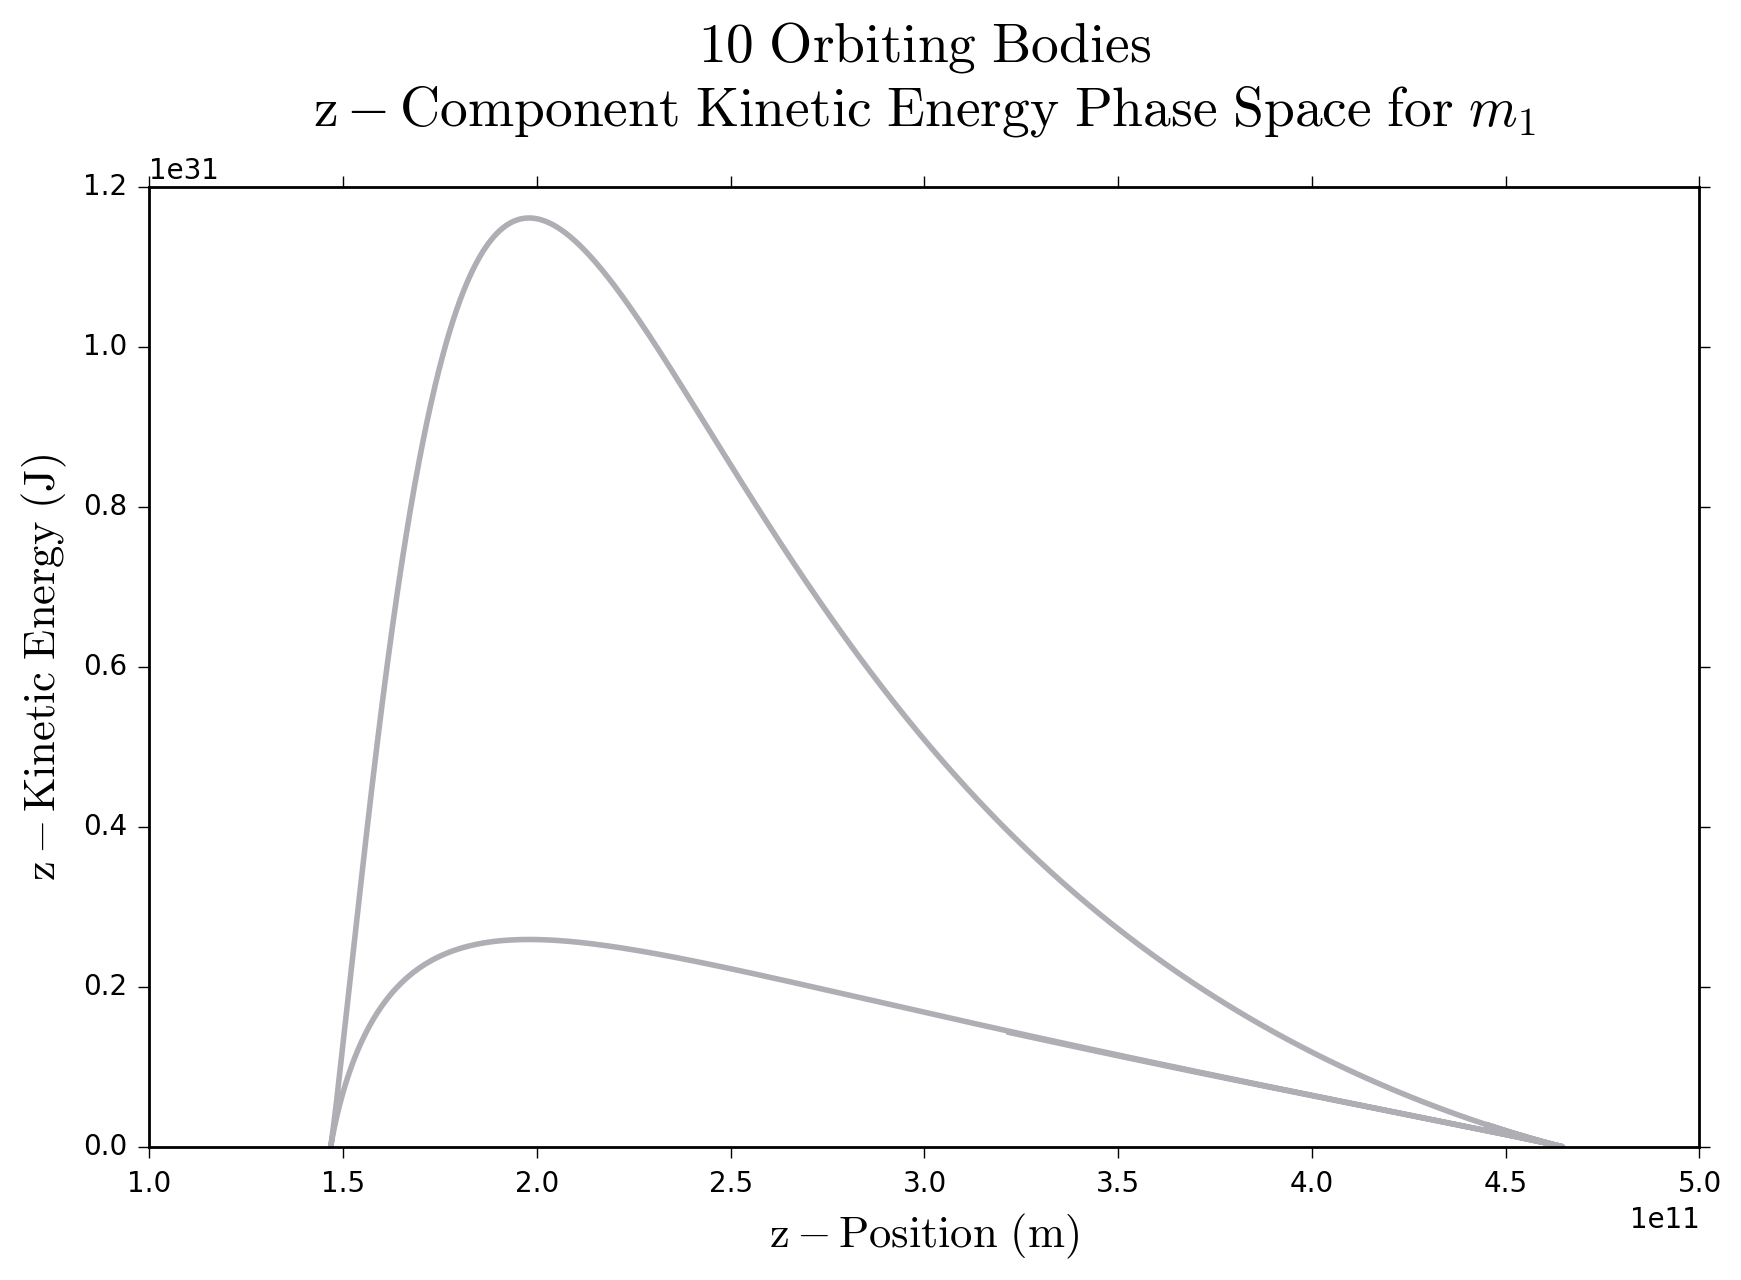 10 Orbiting Bodies
z − Component Kinetic Energy Phase Space for m₁
1e31
1.2
1.0
0.8
0.6
0.4
0.2
0.0
z − Kinetic Energy (J)
1.0 1.5 2.0 2.5 3.0 3.5 4.0 4.5 5.0
1e11
z − Position (m)